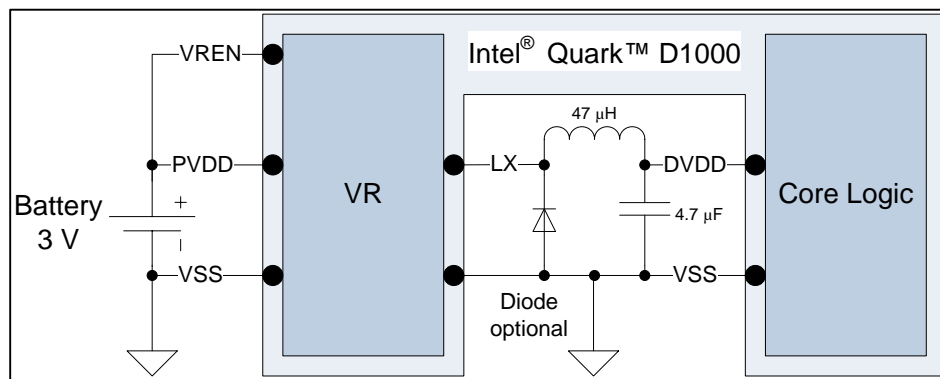 Intel® Quark™ D1000
VREN
47 μH
PVDD
LX
DVDD
VR
Core Logic
Battery
3 V
+
4.7 μF
–
VSS
VSS
Diode
optional